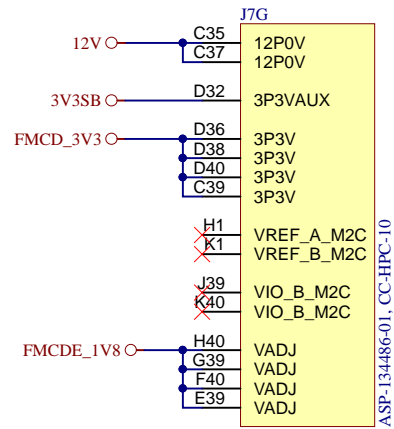 J7G
12V C35 12P0V
C37 12P0V
3V3SB D32 3P3VAUX
FMCD_3V3 D36 3P3V
D38 3P3V
D40 3P3V
C39 3P3V
H1 VREF_A_M2C
K1 VREF_B_M2C
J39 VIO_B_M2C
K40 VIO_B_M2C
FMCDE_1V8 H40 VADJ
G39 VADJ
F40 VADJ
E39 VADJ
ASP-134486-01, CC-HPC-10